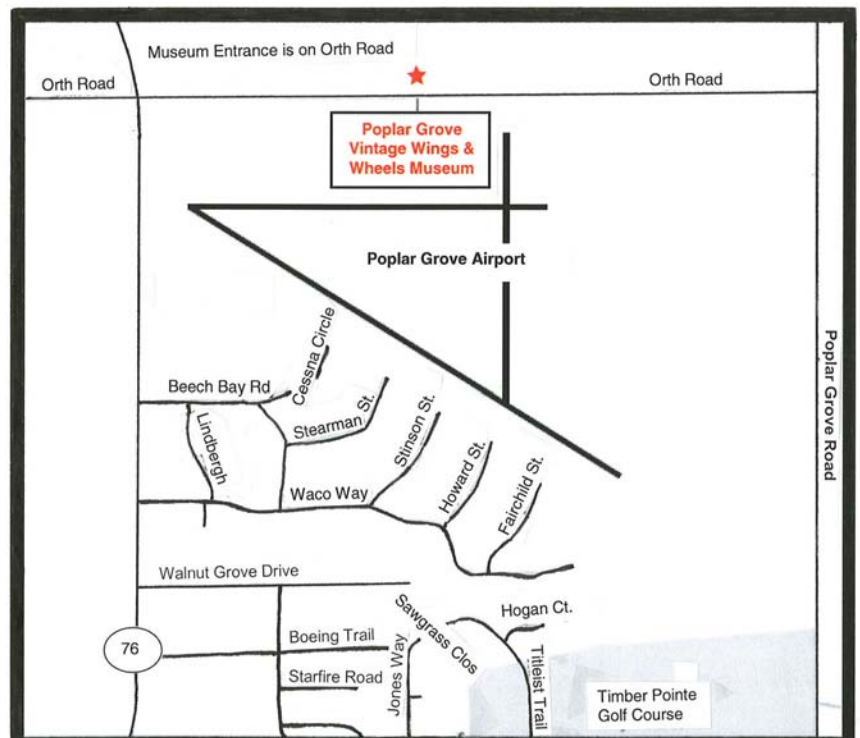 Museum Entrance is on Orth Road
Orth Road
Orth Road
Poplar Grove
Vintage Wings &
Wheels Museum
Poplar Grove Airport
Cessna Circle
Poplar Grove Road
Beech Bay Rd
Lindbergh
Stearman St.
Stinson St.
Howard St.
Fairchild St.
Waco Way
Walnut Grove Drive
Sawgrass Clos
Hogan Ct.
76
Boeing Trail
Jones Way
Titleist Trail
Starfire Road
Timber Pointe
Golf Course